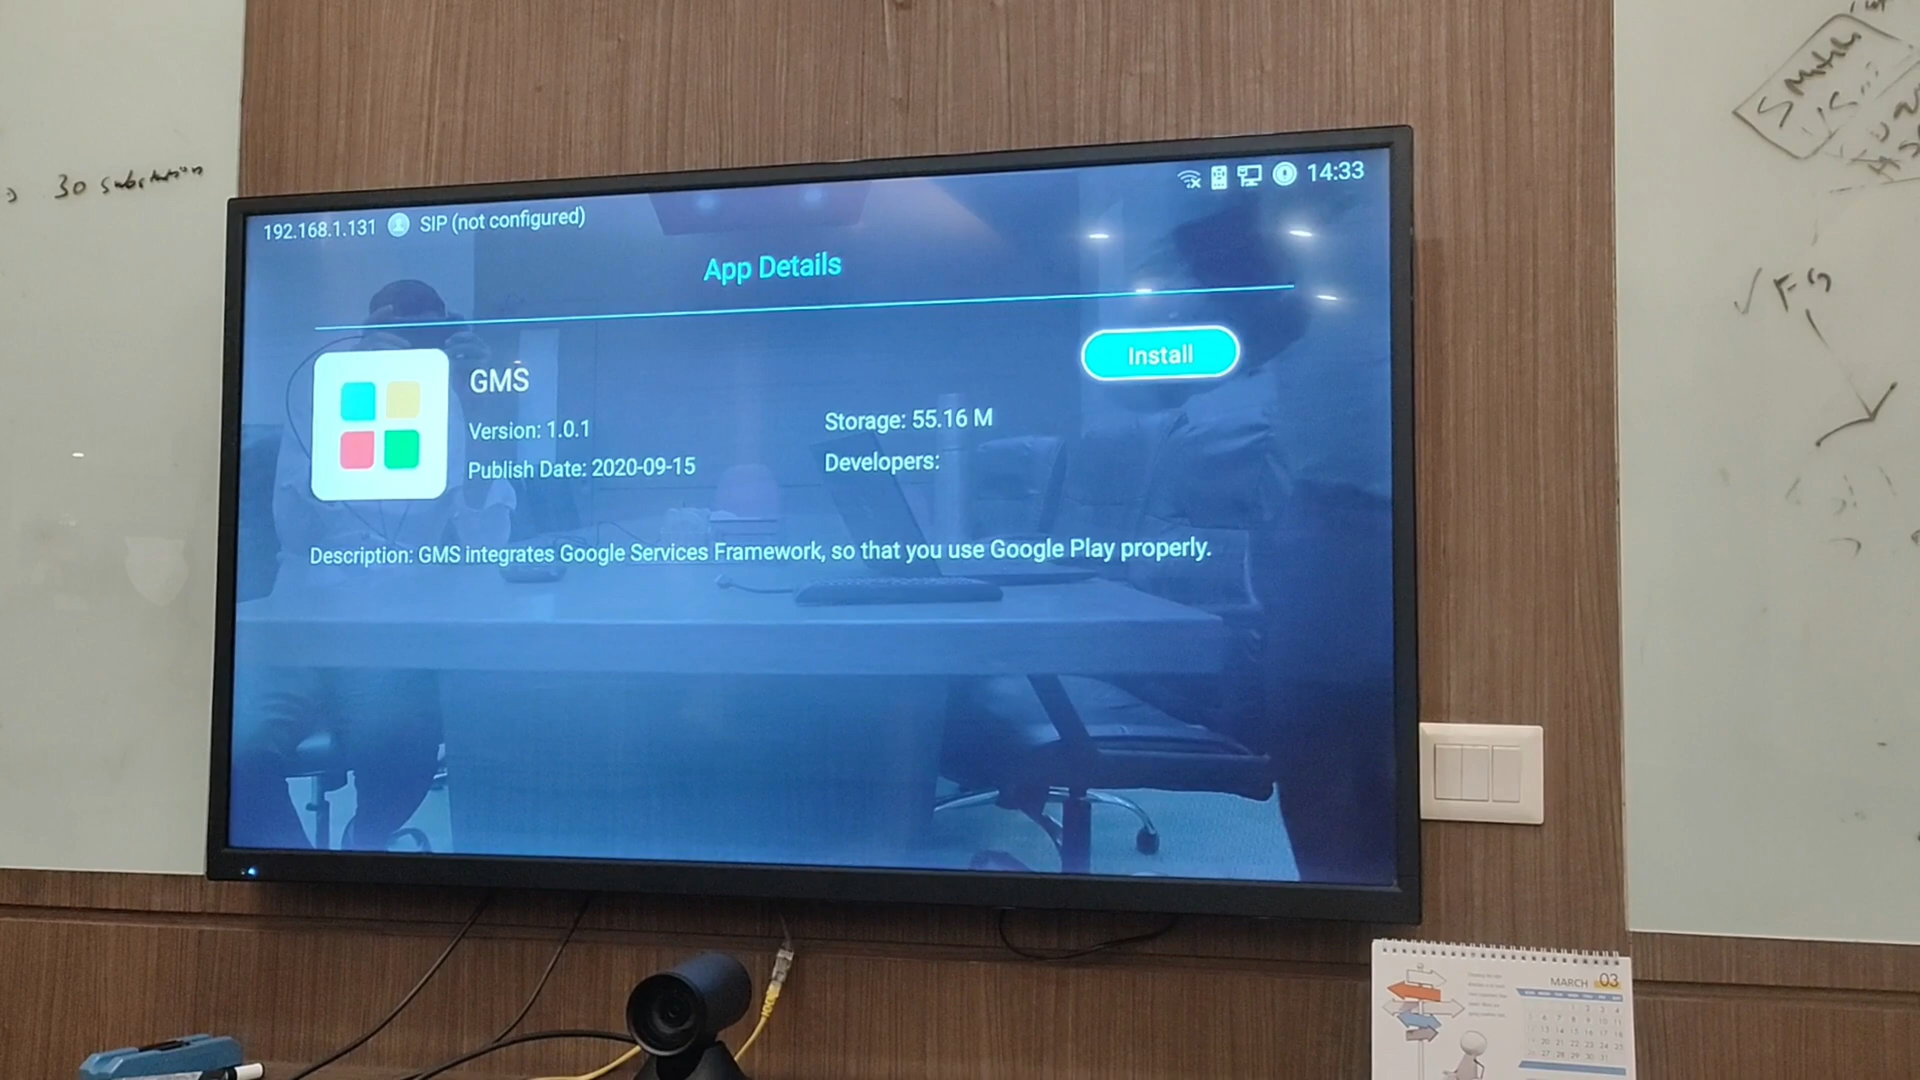 30 substation
192.168.1.131 SIP (not configured)
14:33
App Details
Install
GMS
Version: 1.0.1
Storage: 55.16 M
Publish Date: 2020-09-15
Developers:
Description: GMS integrates Google Services Framework, so that you use Google Play properly.
MARCH 03